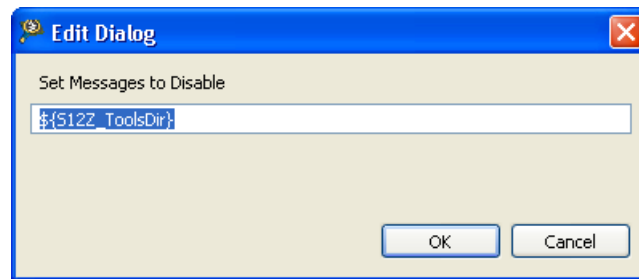 Edit Dialog
Set Messages to Disable
${S12Z_ToolsDir}
OK Cancel